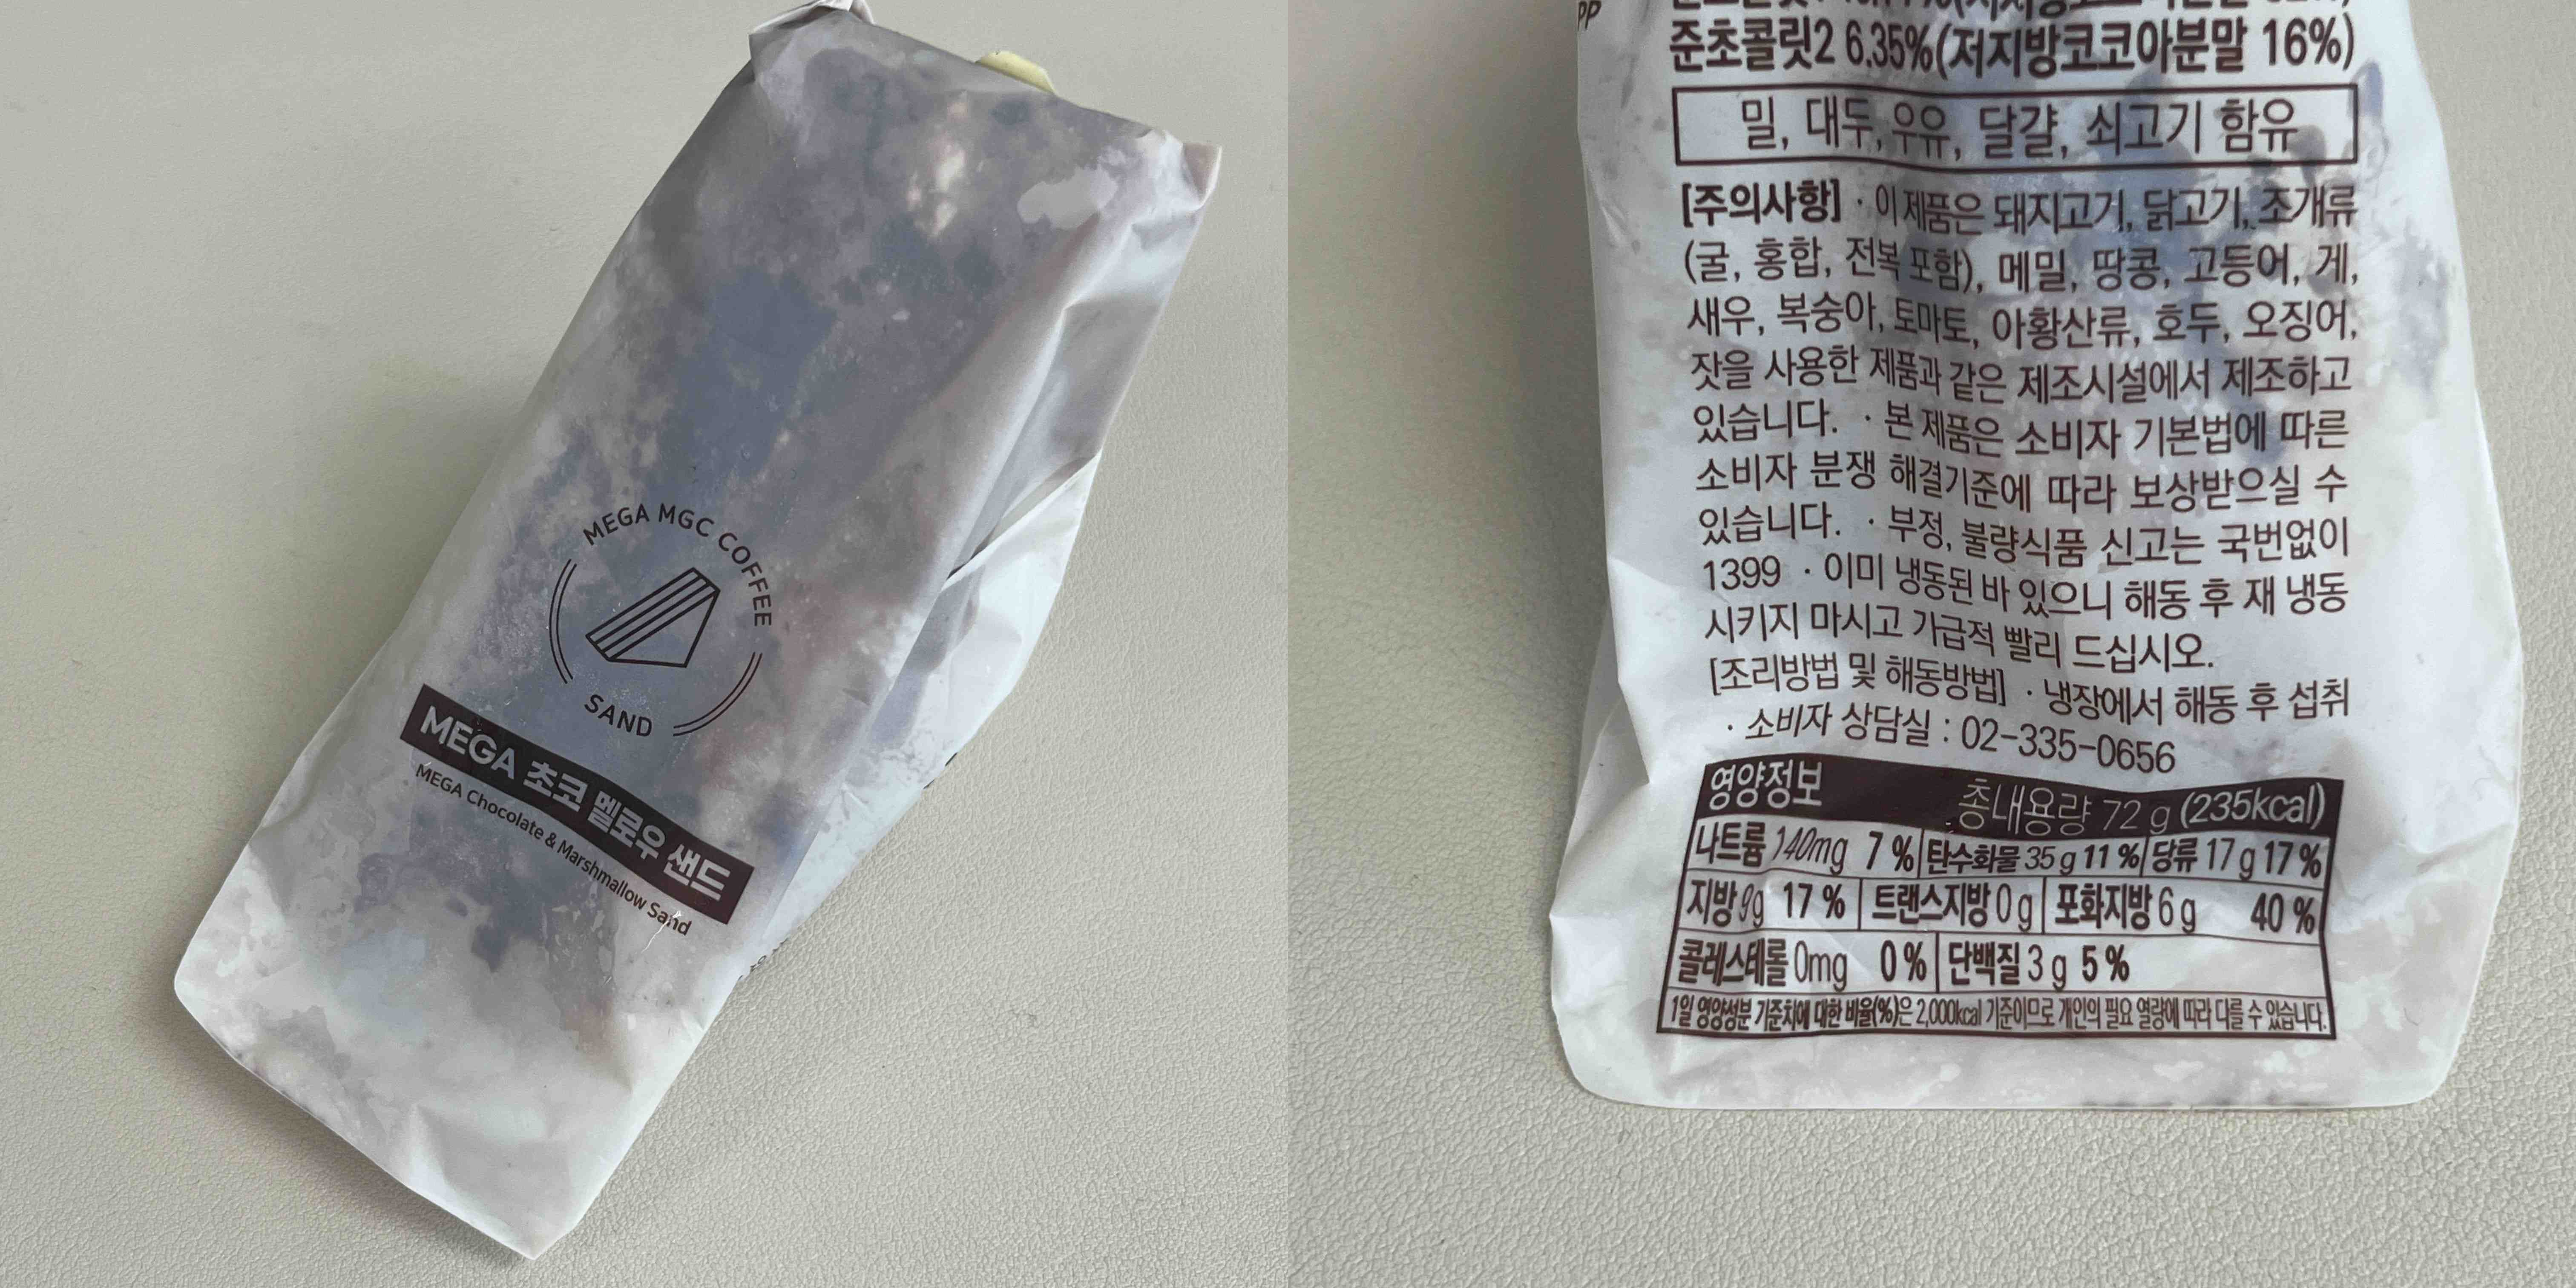 MEGA MGC COFFEE
SAND
MEGA 초코 멜로우 샌드
MEGA Chocolate & Marshmallow Sand
PP
준초콜릿2 6.35%(저지방코코아분말 16%)
밀, 대두, 우유, 달걀, 쇠고기 함유
[주의사항] · 이 제품은 돼지고기, 닭고기, 조개류
(굴, 홍합, 전복 포함), 메밀, 땅콩, 고등어, 게,
새우, 복숭아, 토마토, 아황산류, 호두, 오징어,
잣을 사용한 제품과 같은 제조시설에서 제조하고
있습니다. · 본 제품은 소비자 기본법에 따른
소비자 분쟁 해결기준에 따라 보상받으실 수
있습니다. · 부정, 불량식품 신고는 국번없이
1399 · 이미 냉동된 바 있으니 해동 후 재 냉동
시키지 마시고 가급적 빨리 드십시오.
[조리방법 및 해동방법] · 냉장에서 해동 후 섭취
· 소비자 상담실 : 02-335-0656
영양정보 총내용량 72 g (235kcal)
나트륨 140mg 7 % 탄수화물 35 g 11 % 당류 17 g 17 %
지방 9g 17 % 트랜스지방 0 g 포화지방 6 g 40 %
콜레스테롤 0mg 0 % 단백질 3 g 5 %
1일 영양성분 기준치에 대한 비율(%)은 2,000kcal 기준이므로 개인의 필요 열량에 따라 다를 수 있습니다.